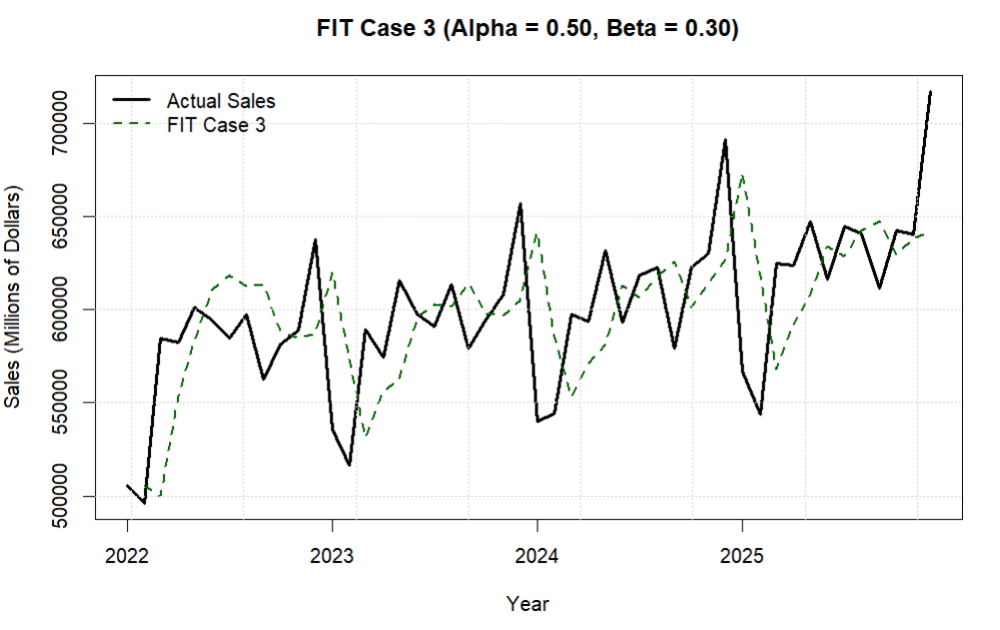 FIT Case 3 (Alpha = 0.50, Beta = 0.30)
Actual Sales
FIT Case 3
Sales (Millions of Dollars)
700000
650000
600000
550000
500000
2022 2023 2024 2025
Year